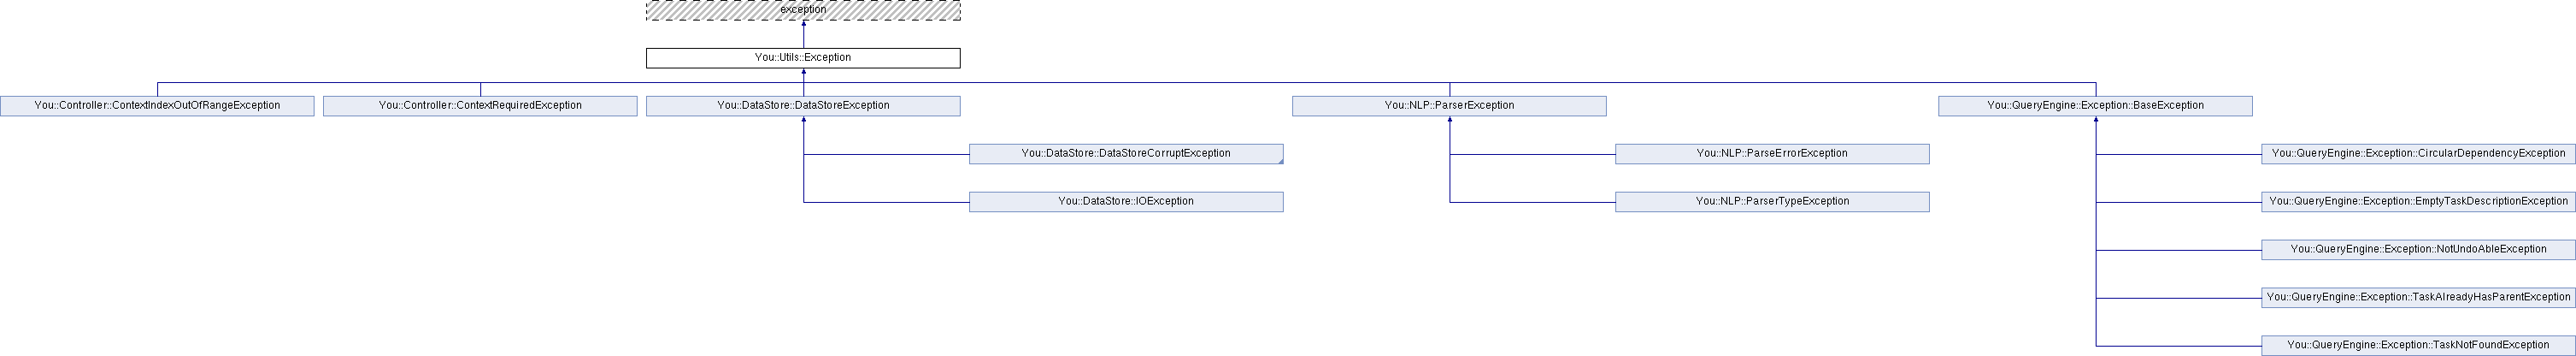 exception
You::Utils::Exception
You::Controller::ContextIndexOutOfRangeException
You::Controller::ContextRequiredException
You::DataStore::DataStoreException
You::NLP::ParserException
You::QueryEngine::Exception::BaseException
You::DataStore::DataStoreCorruptException
You::NLP::ParseErrorException
You::QueryEngine::Exception::CircularDependencyException
You::DataStore::IOException
You::NLP::ParserTypeException
You::QueryEngine::Exception::EmptyTaskDescriptionException
You::QueryEngine::Exception::NotUndoAbleException
You::QueryEngine::Exception::TaskAlreadyHasParentException
You::QueryEngine::Exception::TaskNotFoundException